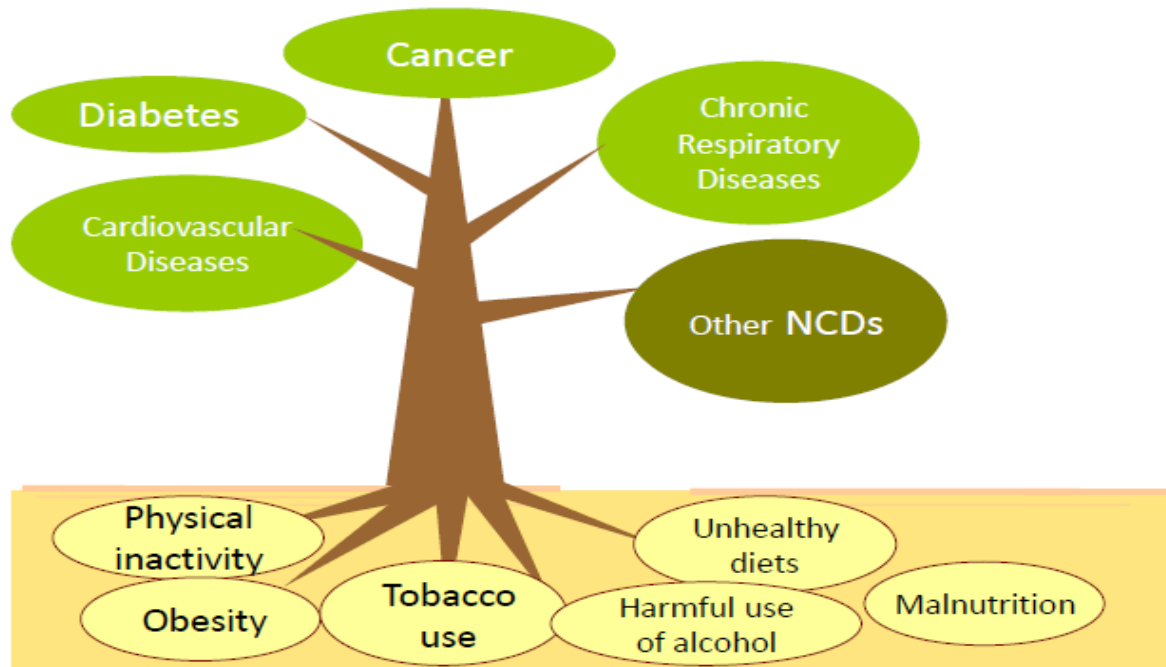 Cancer
Diabetes
Chronic
Respiratory
Diseases
Cardiovascular
Diseases
Other NCDs
Physical
inactivity
Unhealthy
diets
Obesity
Tobacco
use
Harmful use
of alcohol
Malnutrition